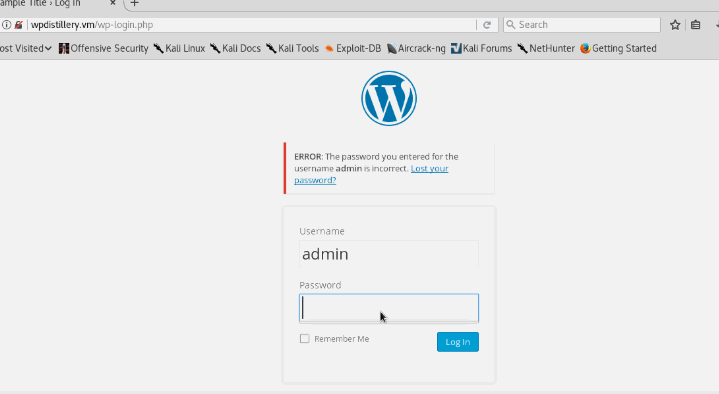 ample Title › Log In × +
wpdistillery.vm/wp-login.php
Search
ost Visited Offensive Security Kali Linux Kali Docs Kali Tools Exploit-DB Aircrack-ng Kali Forums NetHunter Getting Started
ERROR: The password you entered for the
username admin is incorrect. Lost your
password?
Username
admin
Password
Remember Me
Log In